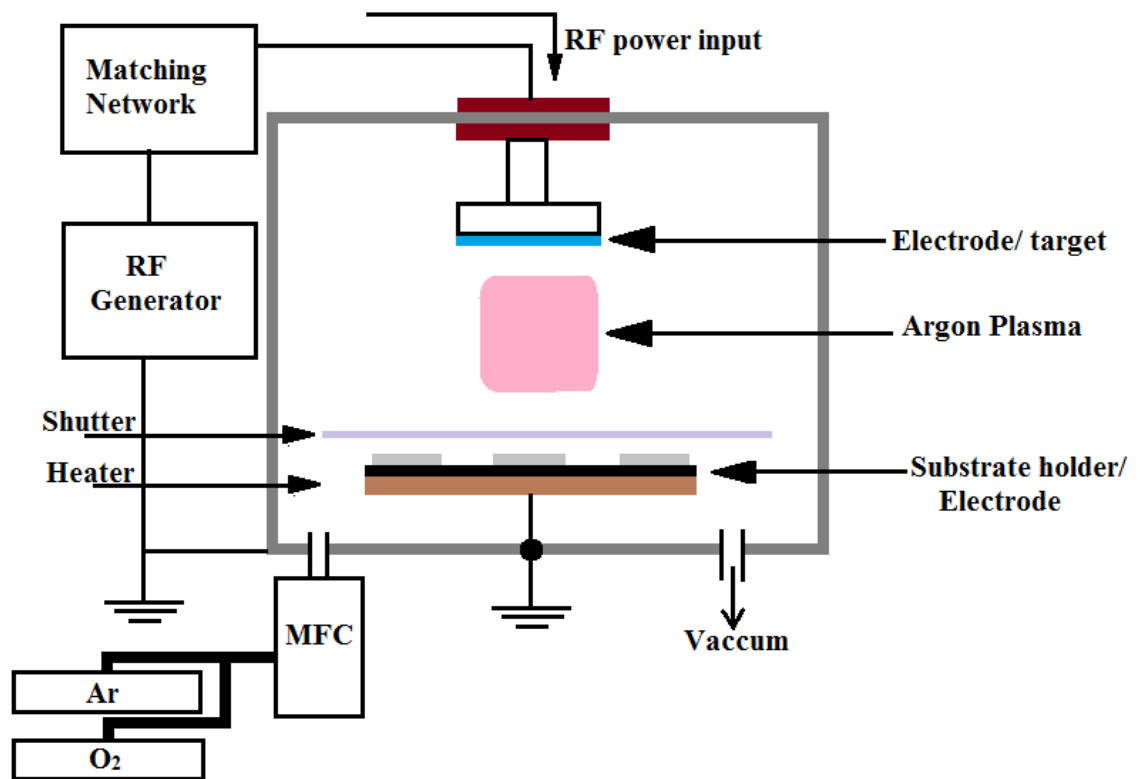 RF power input
Matching
Network
RF
Generator
Electrode/ target
Argon Plasma
Shutter
Heater
Substrate holder/
Electrode
MFC
Vaccum
Ar
O₂